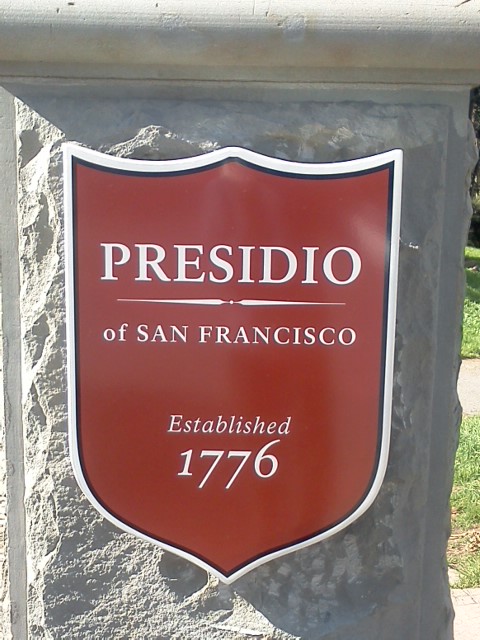 PRESIDIO
of SAN FRANCISCO
Established
1776